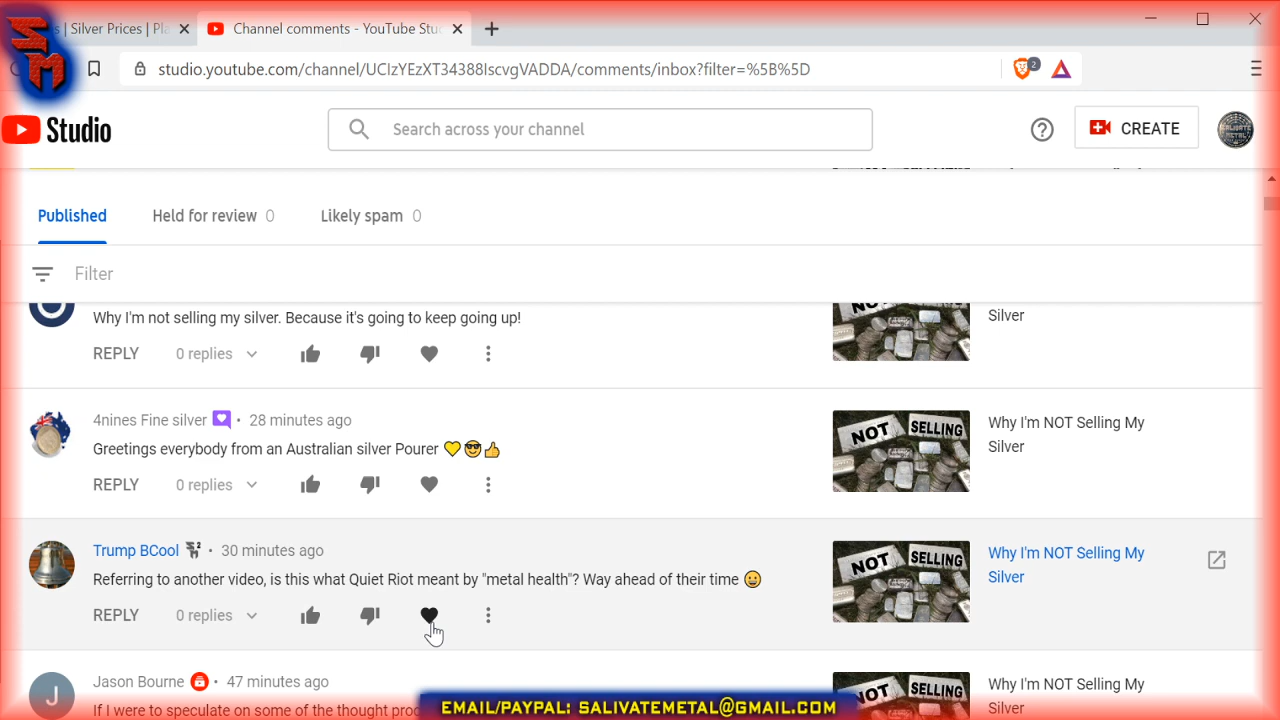 SM
| Silver Prices | Pla
Channel comments - YouTube Stu
studio.youtube.com/channel/UCIzYEzXT34388IscvgVADDA/comments/inbox?filter=%5B%5D
2
Studio
Search across your channel
CREATE
SALIVATE
METAL
Published
Held for review 0
Likely spam 0
Filter
Why I'm not selling my silver. Because it's going to keep going up!
REPLY 0 replies
NOT
Silver
4nines Fine silver • 28 minutes ago
Greetings everybody from an Australian silver Pourer 💛😎👍
REPLY 0 replies
NOT SELLING
Why I'm NOT Selling My
Silver
Trump BCool • 30 minutes ago
Referring to another video, is this what Quiet Riot meant by "metal health"? Way ahead of their time 😀
REPLY 0 replies
NOT SELLING
Why I'm NOT Selling My
Silver
J
Jason Bourne • 47 minutes ago
If I were to speculate on some of the thought
NOT SELLING
Why I'm NOT Selling My
Silver
EMAIL/PAYPAL: SALIVATEMETAL@GMAIL.COM